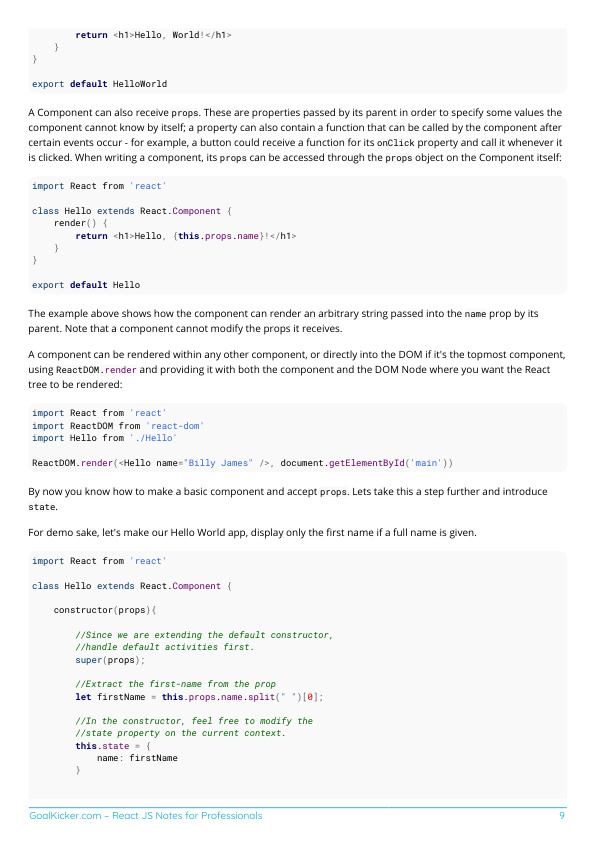 return <h1>Hello, World!</h1>
    }
}

export default HelloWorld

A Component can also receive props. These are properties passed by its parent in order to specify some values the
component cannot know by itself; a property can also contain a function that can be called by the component after
certain events occur - for example, a button could receive a function for its onClick property and call it whenever it
is clicked. When writing a component, its props can be accessed through the props object on the Component itself:

import React from 'react'

class Hello extends React.Component {
    render() {
        return <h1>Hello, {this.props.name}!</h1>
    }
}

export default Hello

The example above shows how the component can render an arbitrary string passed into the name prop by its
parent. Note that a component cannot modify the props it receives.

A component can be rendered within any other component, or directly into the DOM if it's the topmost component,
using ReactDOM.render and providing it with both the component and the DOM Node where you want the React
tree to be rendered:

import React from 'react'
import ReactDOM from 'react-dom'
import Hello from './Hello'

ReactDOM.render(<Hello name="Billy James" />, document.getElementById('main'))

By now you know how to make a basic component and accept props. Lets take this a step further and introduce
state.

For demo sake, let's make our Hello World app, display only the first name if a full name is given.

import React from 'react'

class Hello extends React.Component {

    constructor(props){

        //Since we are extending the default constructor,
        //handle default activities first.
        super(props);

        //Extract the first-name from the prop
        let firstName = this.props.name.split(" ")[0];

        //In the constructor, feel free to modify the
        //state property on the current context.
        this.state = {
            name: firstName
        }

GoalKicker.com – React JS Notes for Professionals
9